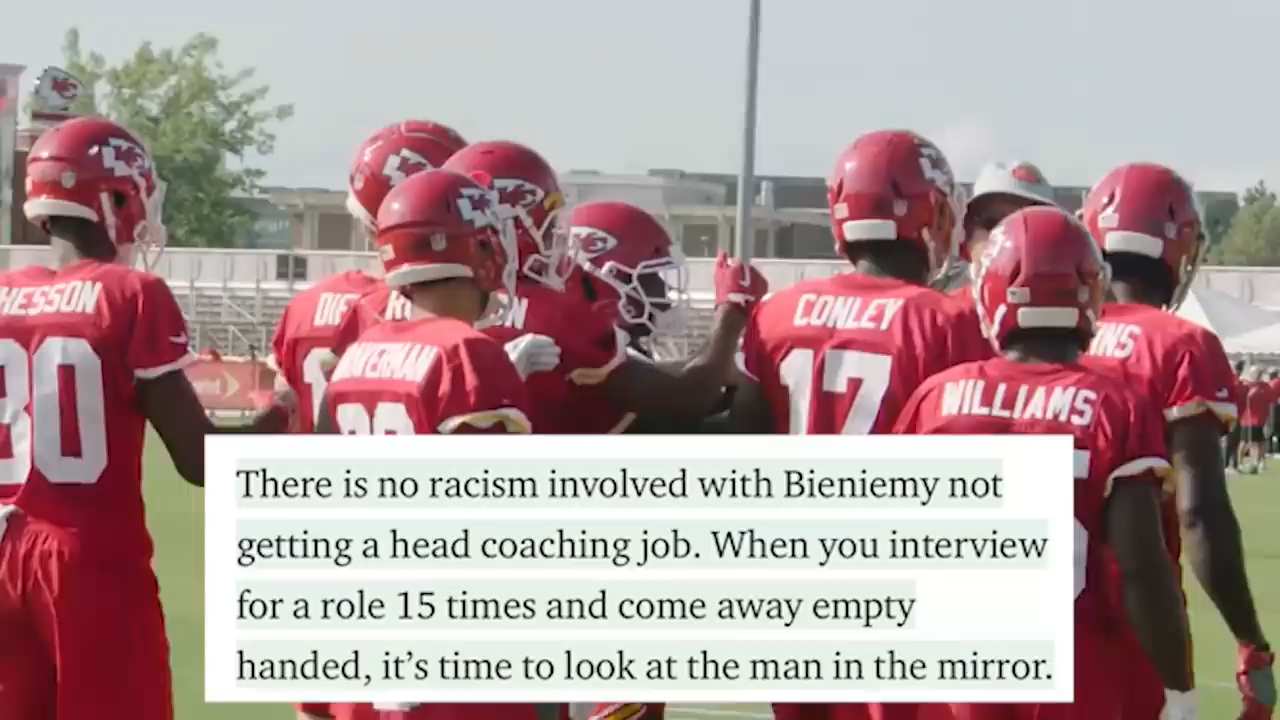 HESSON
80
CONLEY
17
WILLIAMS
There is no racism involved with Bieniemy not
getting a head coaching job. When you interview
for a role 15 times and come away empty
handed, it's time to look at the man in the mirror.